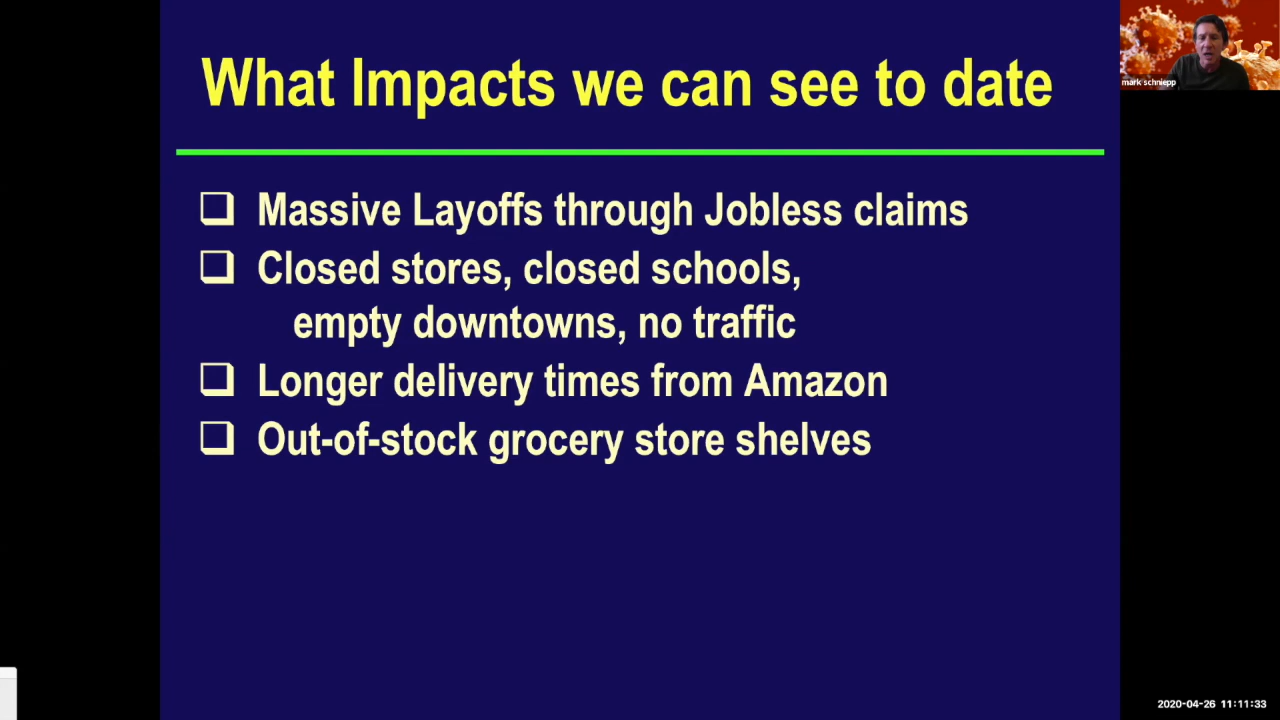 What Impacts we can see to date
Massive Layoffs through Jobless claims
Closed stores, closed schools,
empty downtowns, no traffic
Longer delivery times from Amazon
Out-of-stock grocery store shelves
mark schniepp
2020-04-26 11:11:33